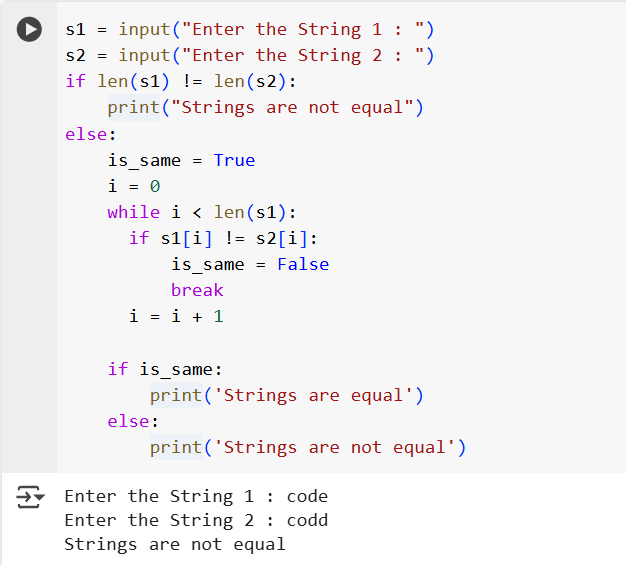 s1 = input("Enter the String 1 : ")
s2 = input("Enter the String 2 : ")
if len(s1) != len(s2):
    print("Strings are not equal")
else:
    is_same = True
    i = 0
    while i < len(s1):
      if s1[i] != s2[i]:
          is_same = False
          break
      i = i + 1

    if is_same:
        print('Strings are equal')
    else:
        print('Strings are not equal')
Enter the String 1 : code
Enter the String 2 : codd
Strings are not equal